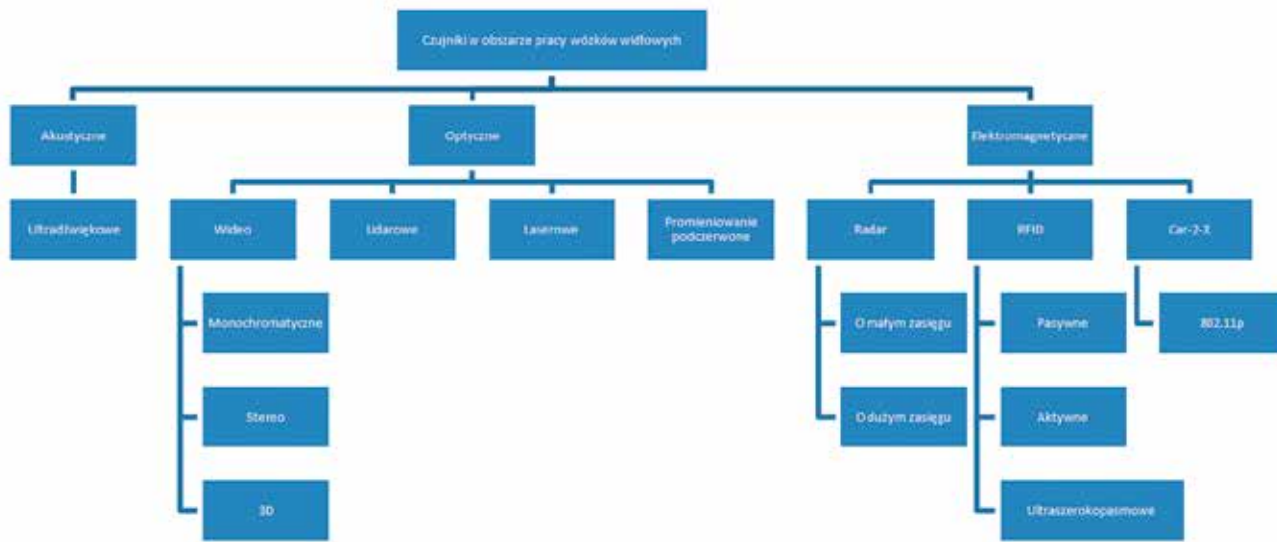 Czujniki w obszarze pracy wózków widłowych
Akustyczne
Optyczne
Elektromagnetyczne
Ultradźwiękowe
Wideo
Lidarowe
Laserowe
Promieniowanie
podczerwone
Radar
RFID
Car-2-X
Monochromatyczne
O małym zasięgu
Pasywne
802.11p
Stereo
O dużym zasięgu
Aktywne
3D
Ultraszerokopasmowe